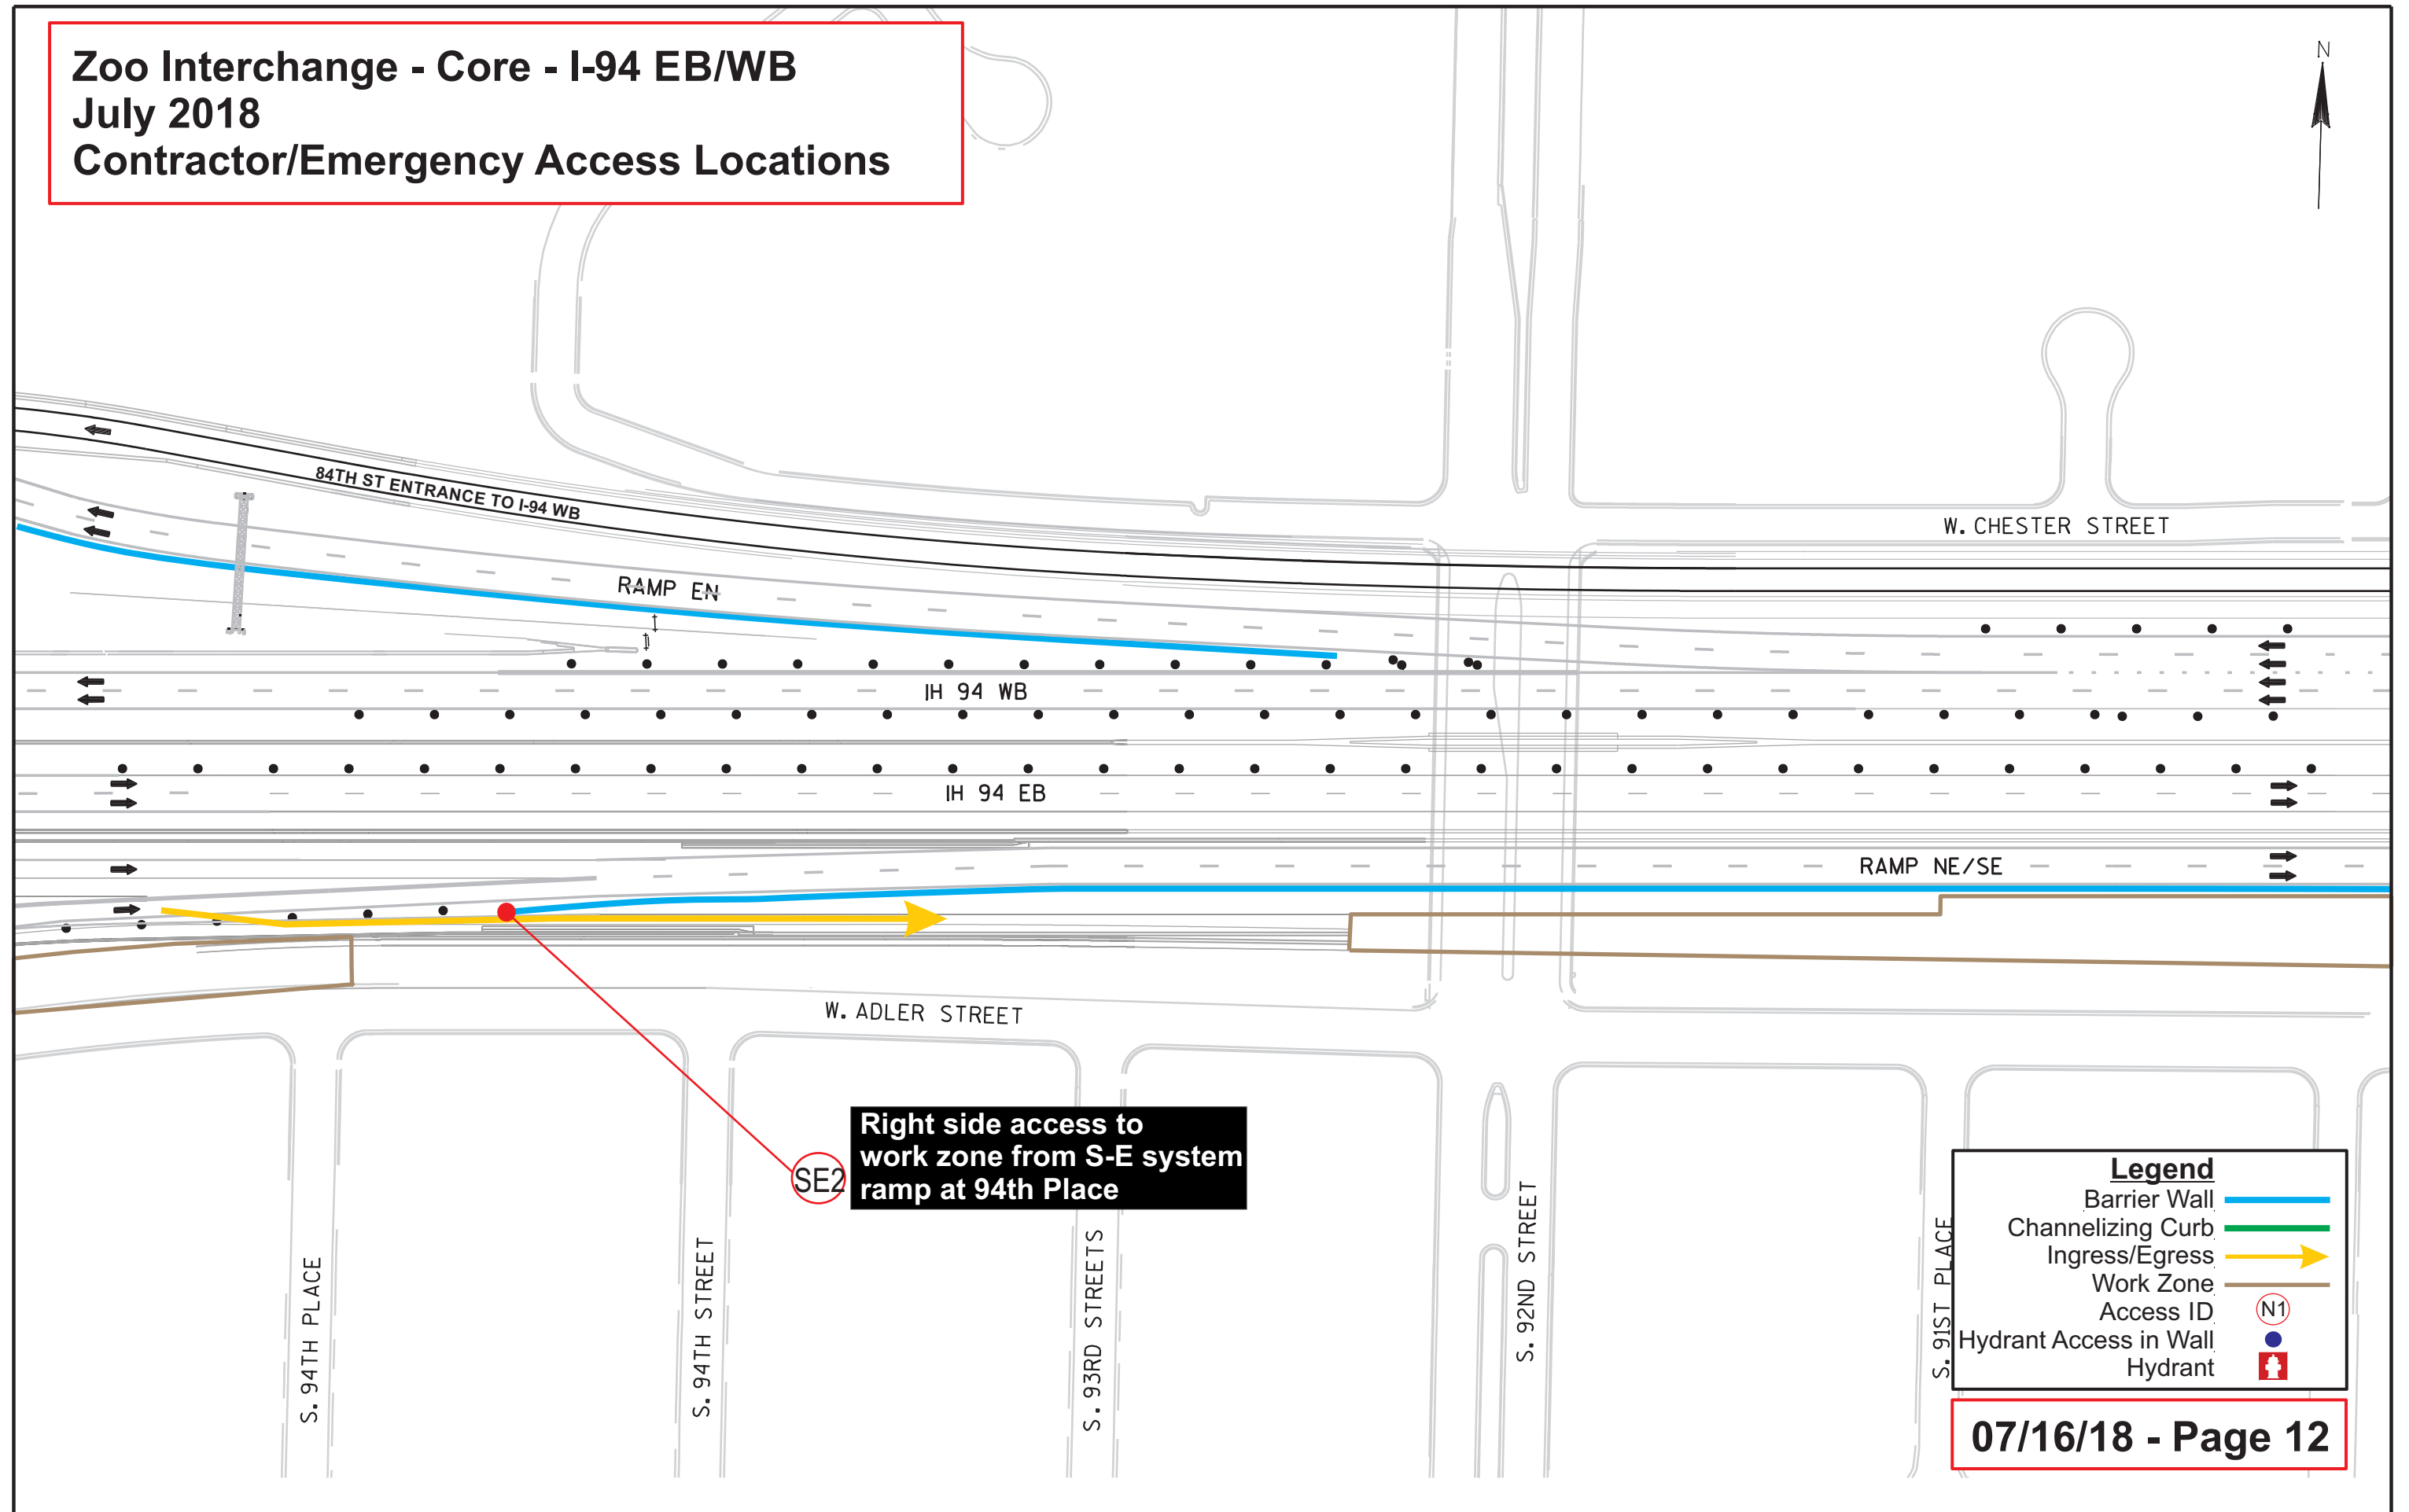 Zoo Interchange - Core - I-94 EB/WB
July 2018
Contractor/Emergency Access Locations
N
84TH ST ENTRANCE TO I-94 WB
W. CHESTER STREET
RAMP EN
IH 94 WB
IH 94 EB
RAMP NE/SE
W. ADLER STREET
SE2
Right side access to
work zone from S-E system
ramp at 94th Place
S. 94TH PLACE
S. 94TH STREET
S. 93RD STREETS
S. 92ND STREET
S. 91ST PLACE
Legend
Barrier Wall
Channelizing Curb
Ingress/Egress
Work Zone
Access ID
N1
Hydrant Access in Wall
Hydrant
07/16/18 - Page 12